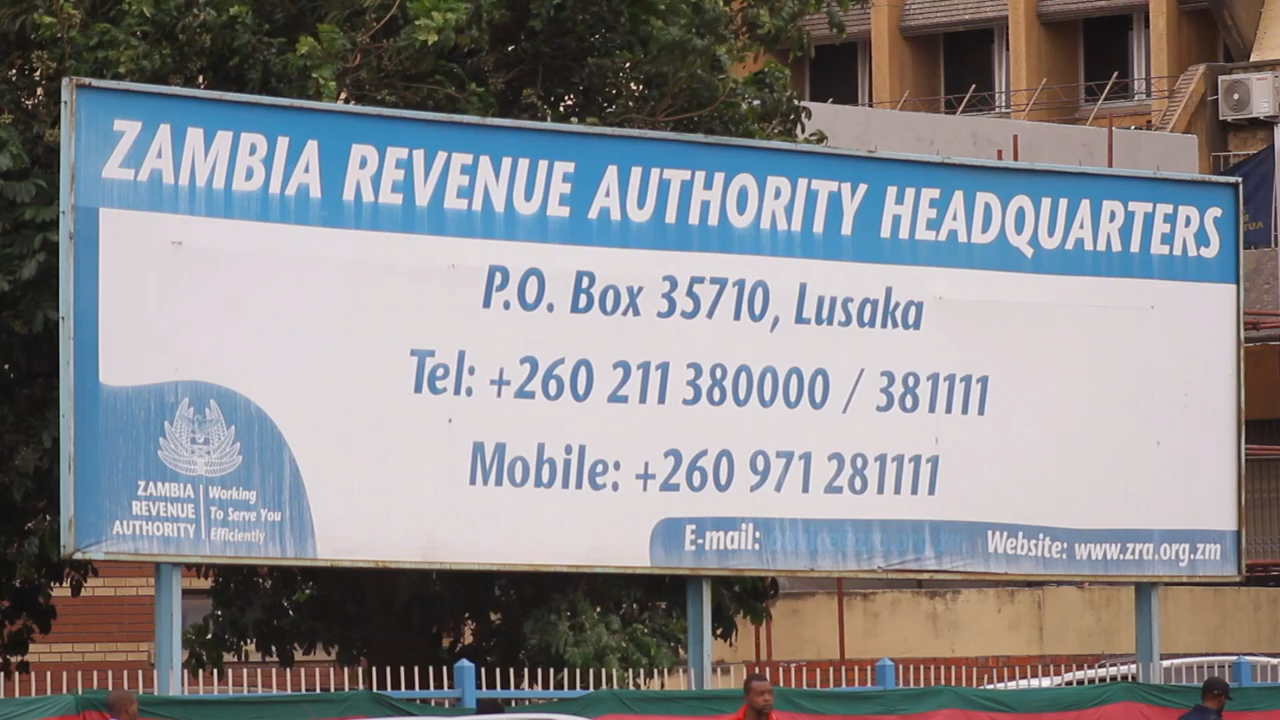 ZAMBIA REVENUE AUTHORITY HEADQUARTERS
P.O. Box 35710, Lusaka
Tel: +260 211 380000 / 381111
Mobile: +260 971 281111
ZAMBIA
REVENUE
AUTHORITY
Working
To Serve You
Efficiently
E-mail:
Website: www.zra.org.zm